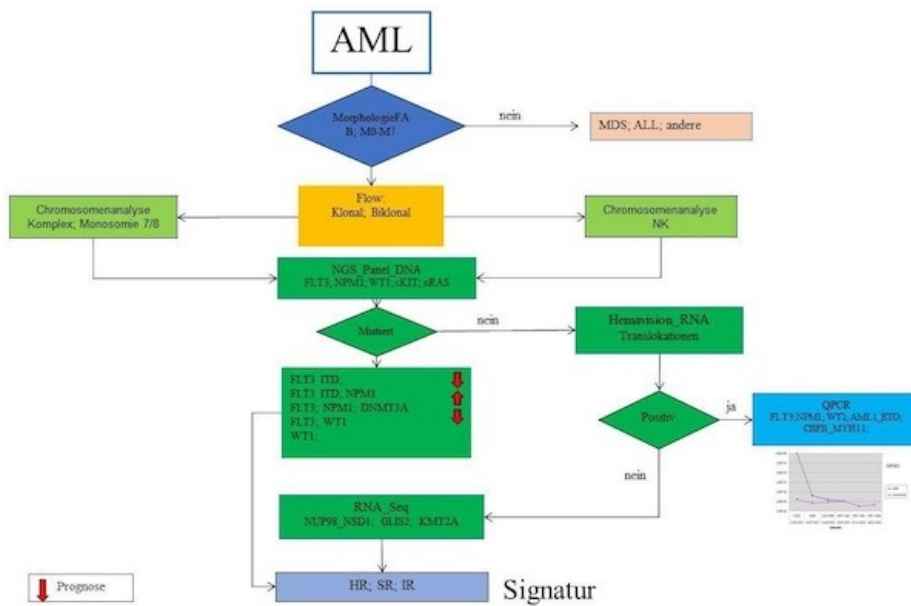 AML
MorphologieFA
B; M0-M7
nein
MDS; ALL; andere
Flow:
Klonal; Biklonal
Chromosomenanalyse
Komplex; Monosomie 7/8
Chromosomenanalyse
NK
NGS_Panel_DNA
FLT3; NPM1; WT1; cKIT; nRAS
Mutiert
nein
Hemavision_RNA
Translokationen
FLT3 ITD;
FLT3 ITD, NPM1
FLT3; NPM1; DNMT3A
FLT3; WT1
WT1;
Positiv
ja
QPCR
FLT3;NPM1; WT1; AML1_ETO;
CBFB_MYH11;
nein
RNA_Seq
NUP98_NSD1; GLIS2; KMT2A
HR; SR; IR
Signatur
Prognose